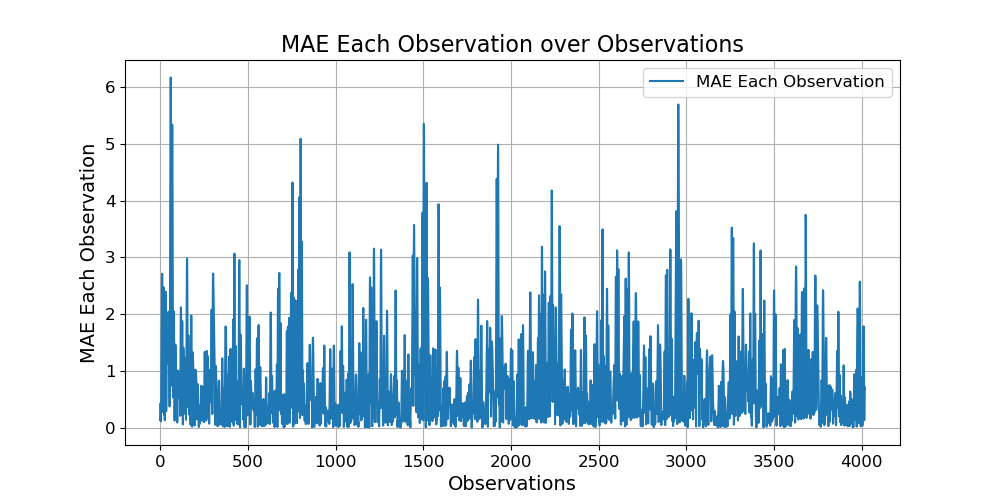 MAE Each Observation over Observations
MAE Each Observation
MAE Each Observation
6
5
4
3
2
1
0
0 500 1000 1500 2000 2500 3000 3500 4000
Observations